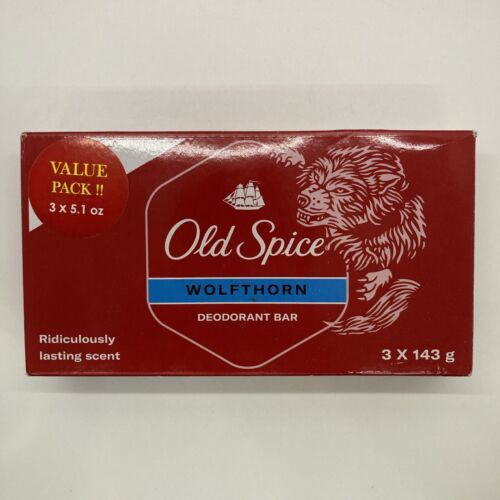 VALUE
PACK !!
3 x 5.1 oz
Old Spice
WOLFTHORN
DEODORANT BAR
Ridiculously
lasting scent
3 X 143 g